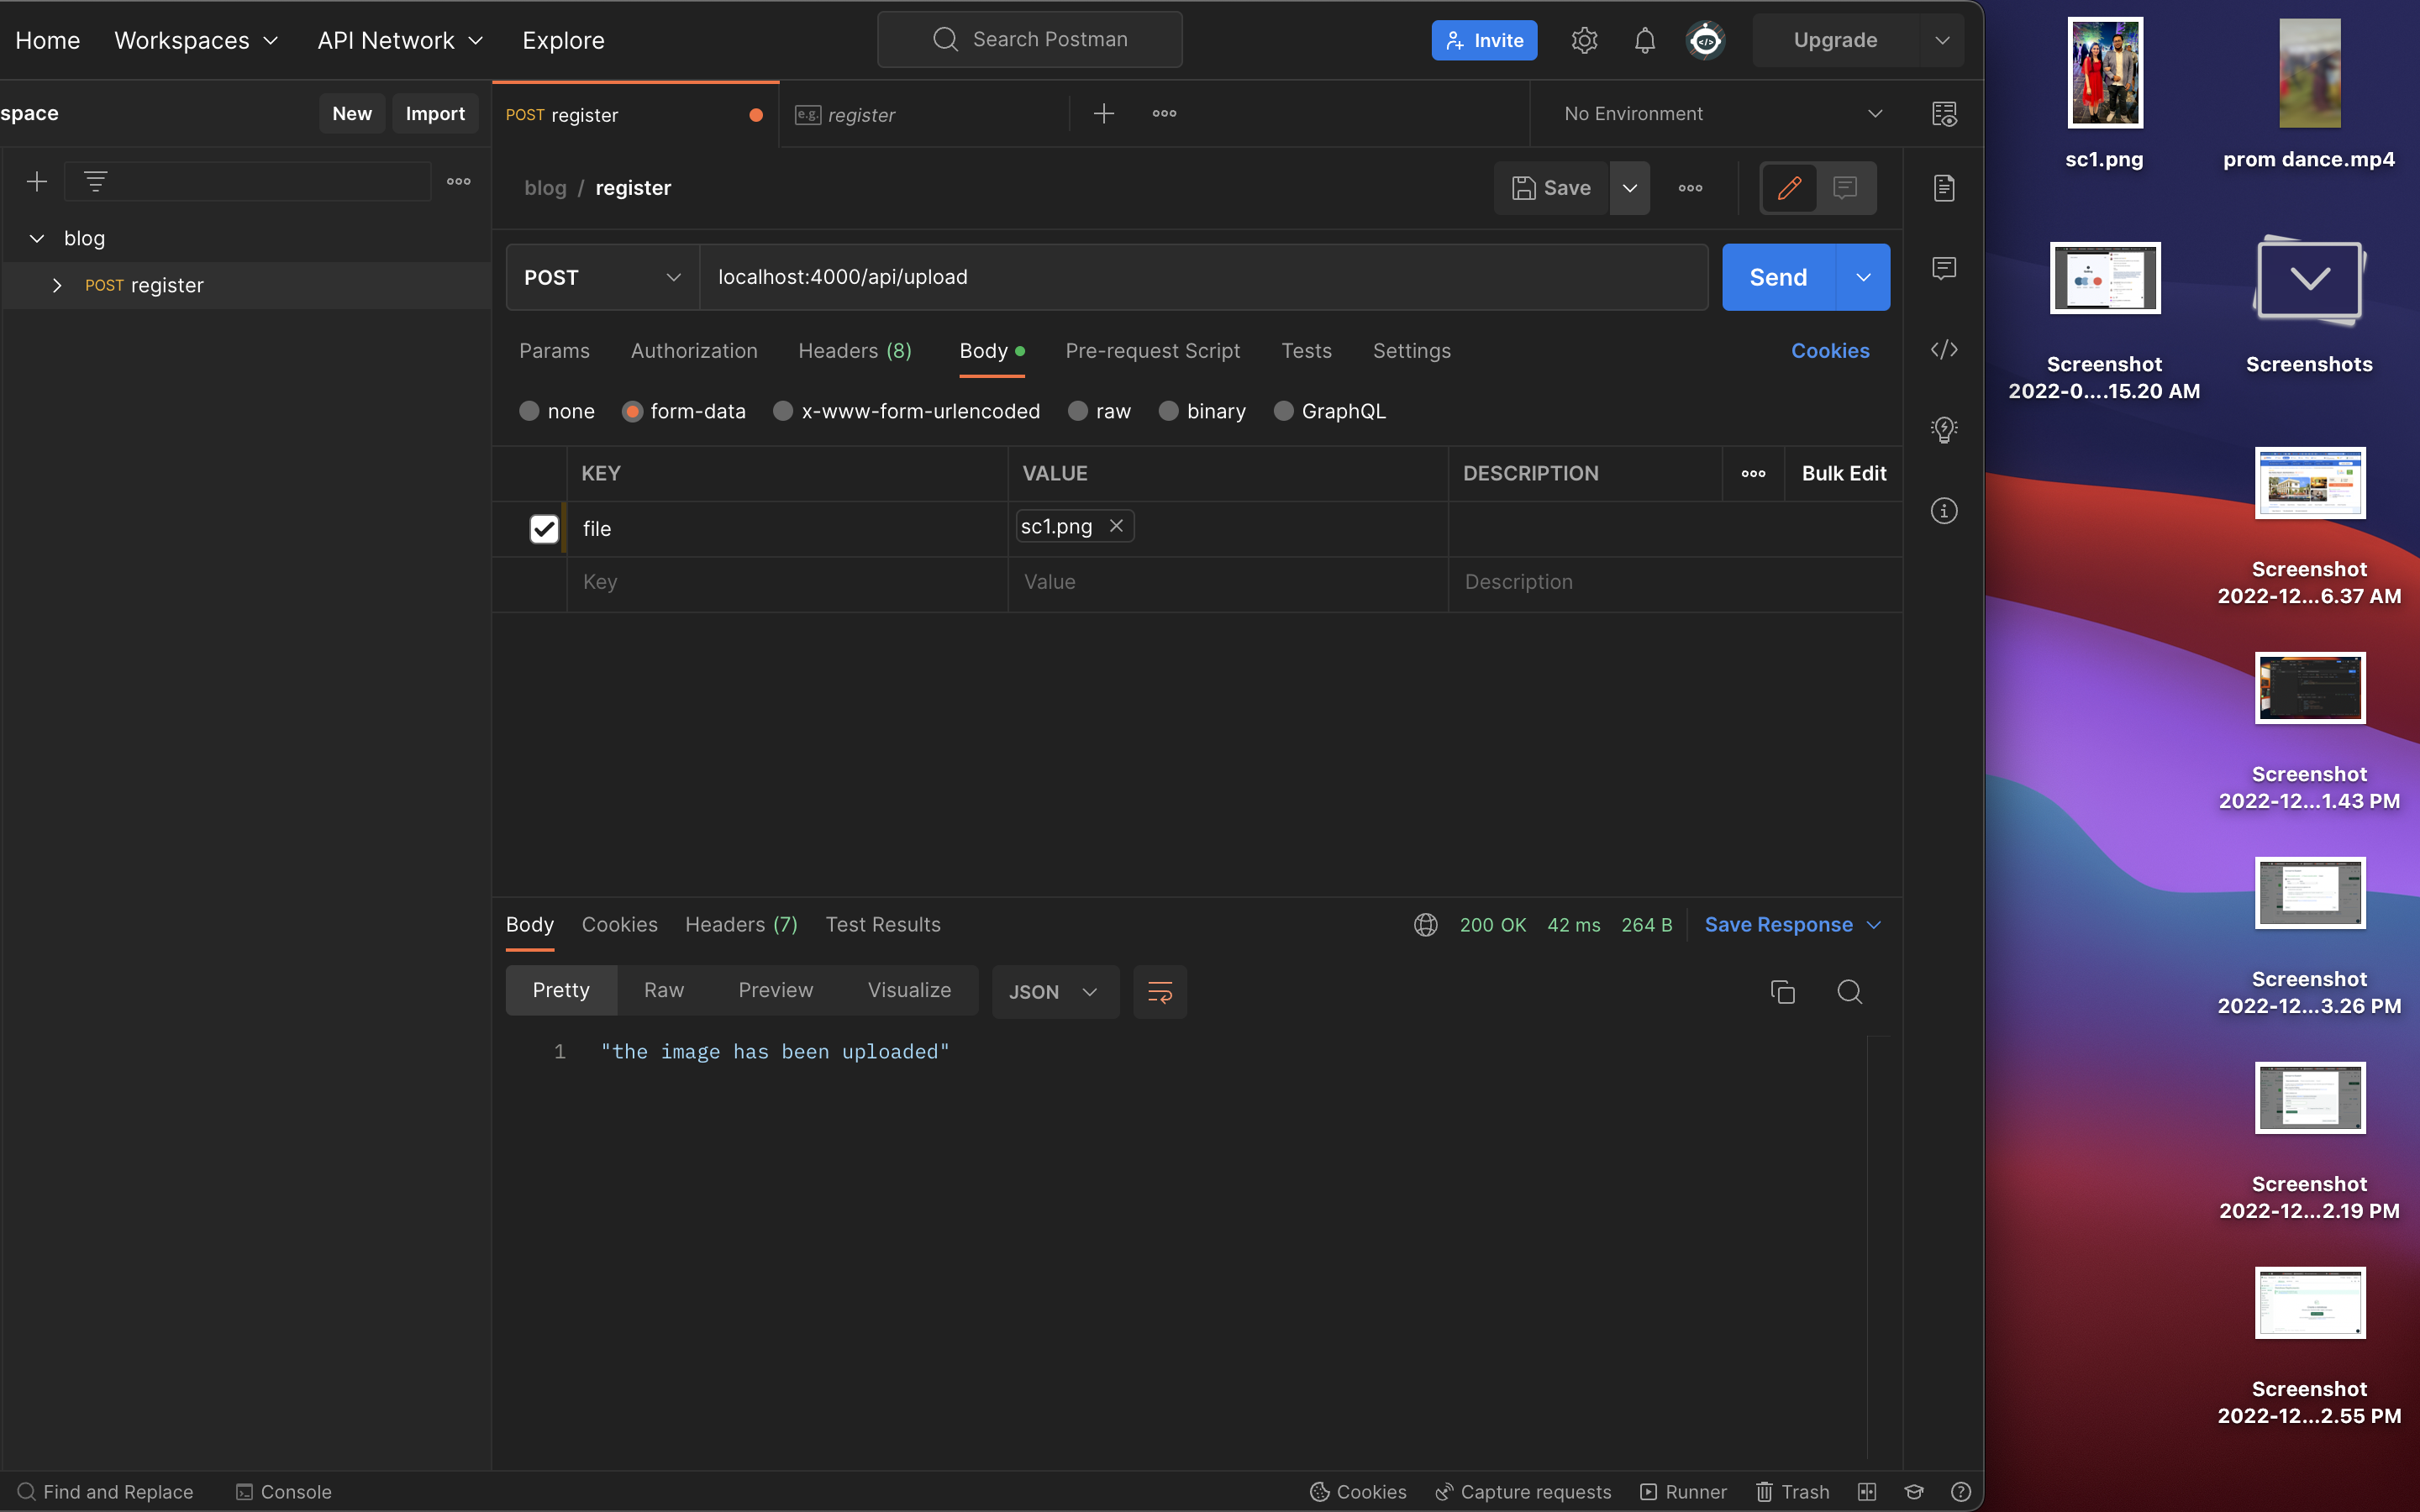 Home Workspaces API Network Explore Search Postman Invite Upgrade
space New Import
POST register e.g. register No Environment
blog / register Save
blog
POST register
POST localhost:4000/api/upload Send
Params Authorization Headers (8) Body Pre-request Script Tests Settings Cookies
none form-data x-www-form-urlencoded raw binary GraphQL
KEY VALUE DESCRIPTION Bulk Edit
file sc1.png
Key Value Description
Body Cookies Headers (7) Test Results 200 OK 42 ms 264 B Save Response
Pretty Raw Preview Visualize JSON
1 "the image has been uploaded"
Find and Replace Console Cookies Capture requests Runner Trash
sc1.png
prom dance.mp4
Screenshot
2022-0....15.20 AM
Screenshots
Screenshot
2022-12...6.37 AM
Screenshot
2022-12...1.43 PM
Screenshot
2022-12...3.26 PM
Screenshot
2022-12...2.19 PM
Screenshot
2022-12...2.55 PM